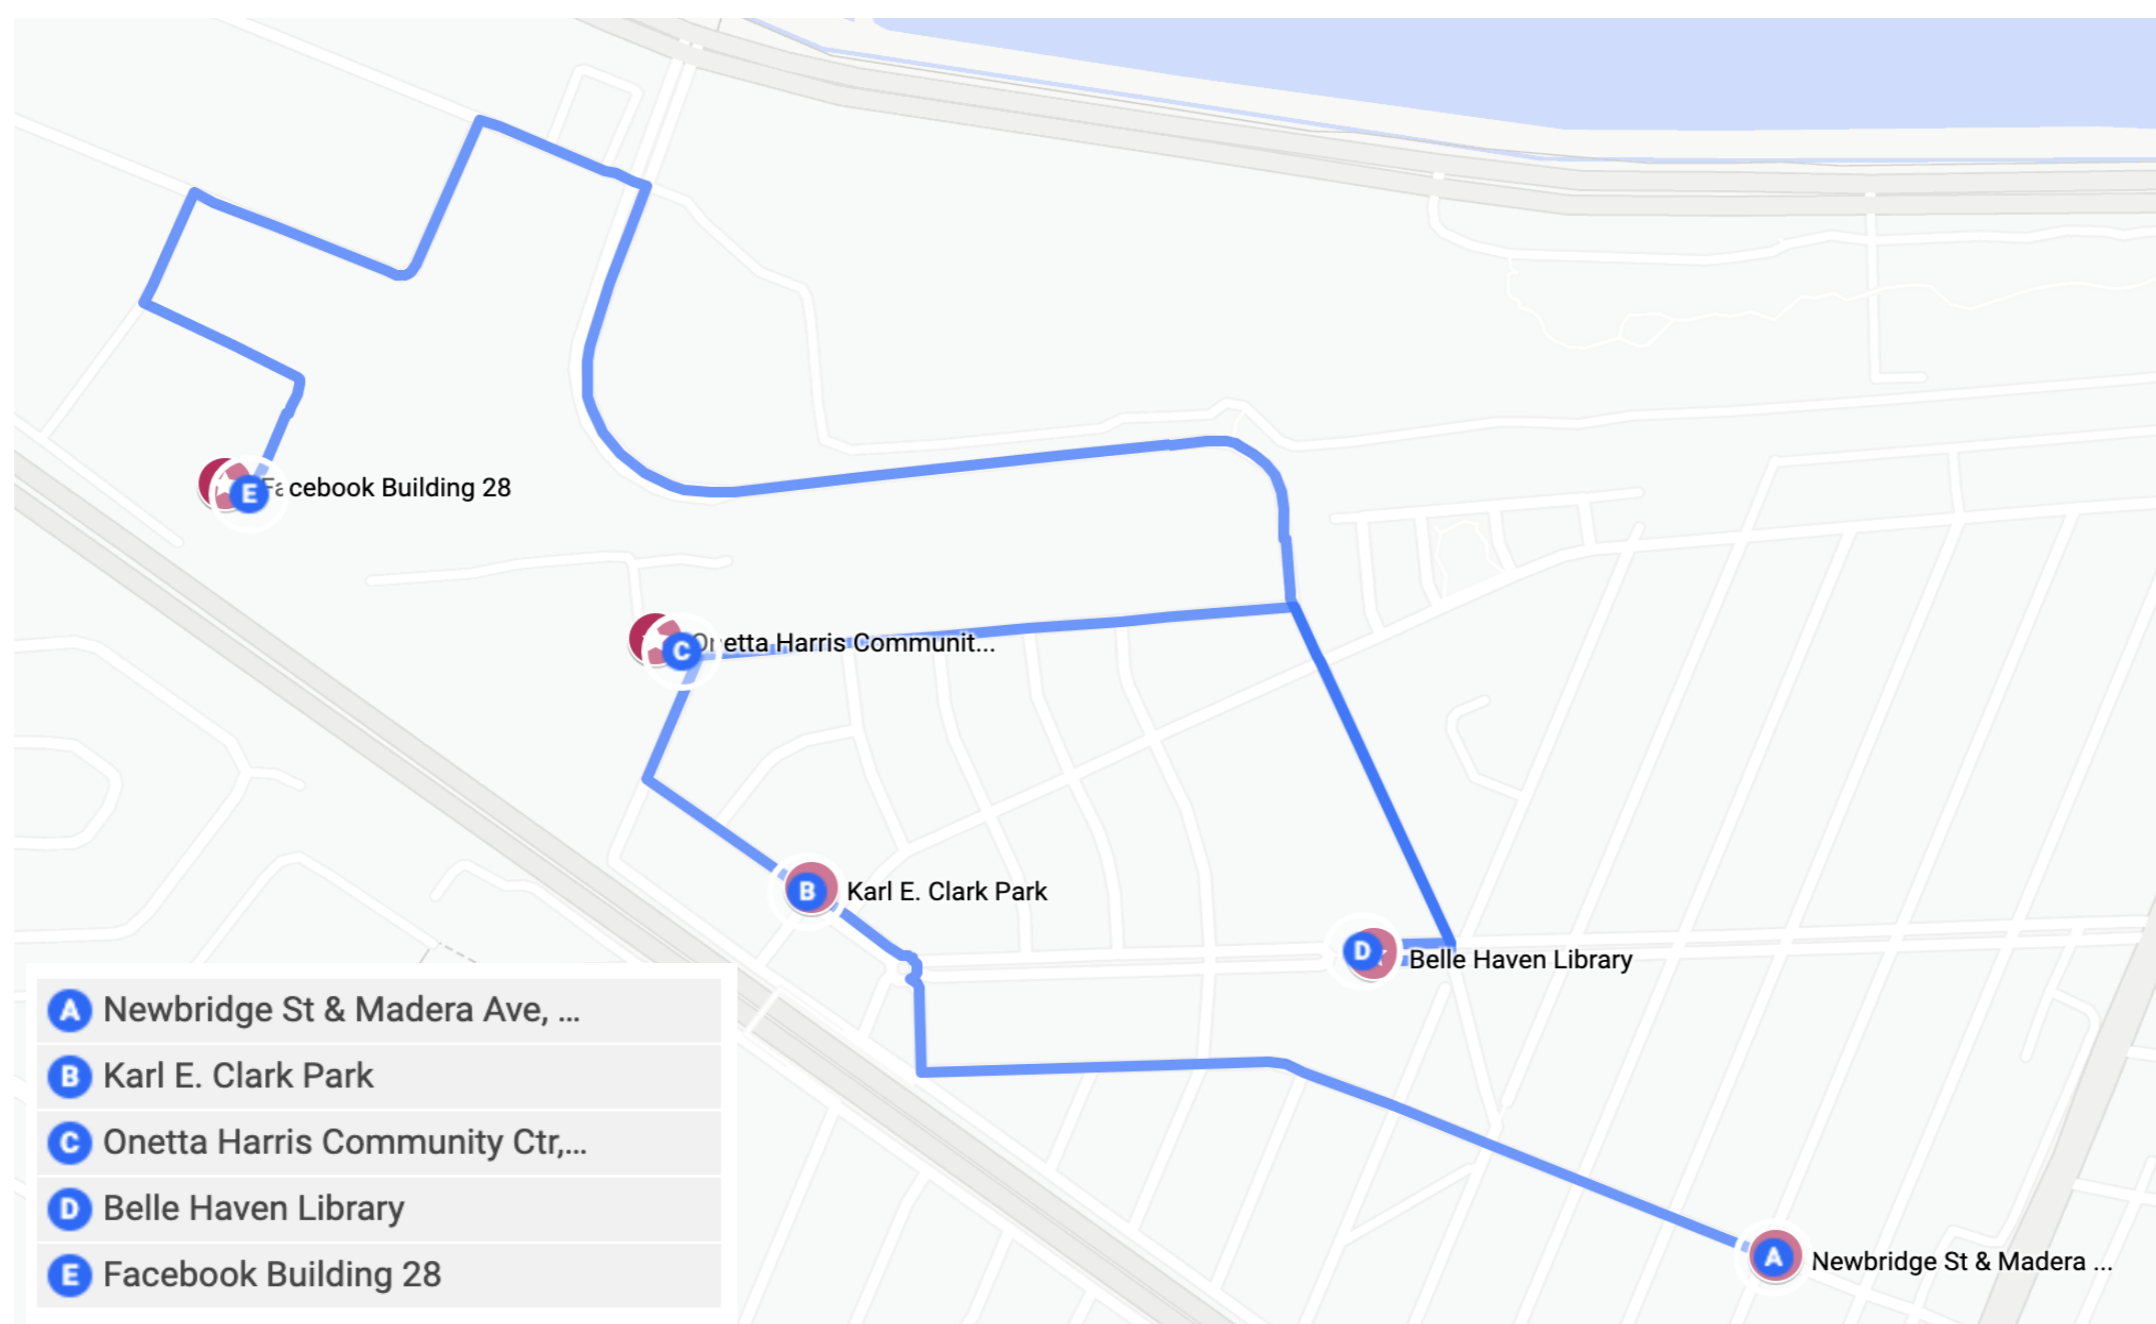 E Facebook Building 28
C Onetta Harris Communit...
B Karl E. Clark Park
D Belle Haven Library
A Newbridge St & Madera ...
A Newbridge St & Madera Ave, ...
B Karl E. Clark Park
C Onetta Harris Community Ctr,...
D Belle Haven Library
E Facebook Building 28